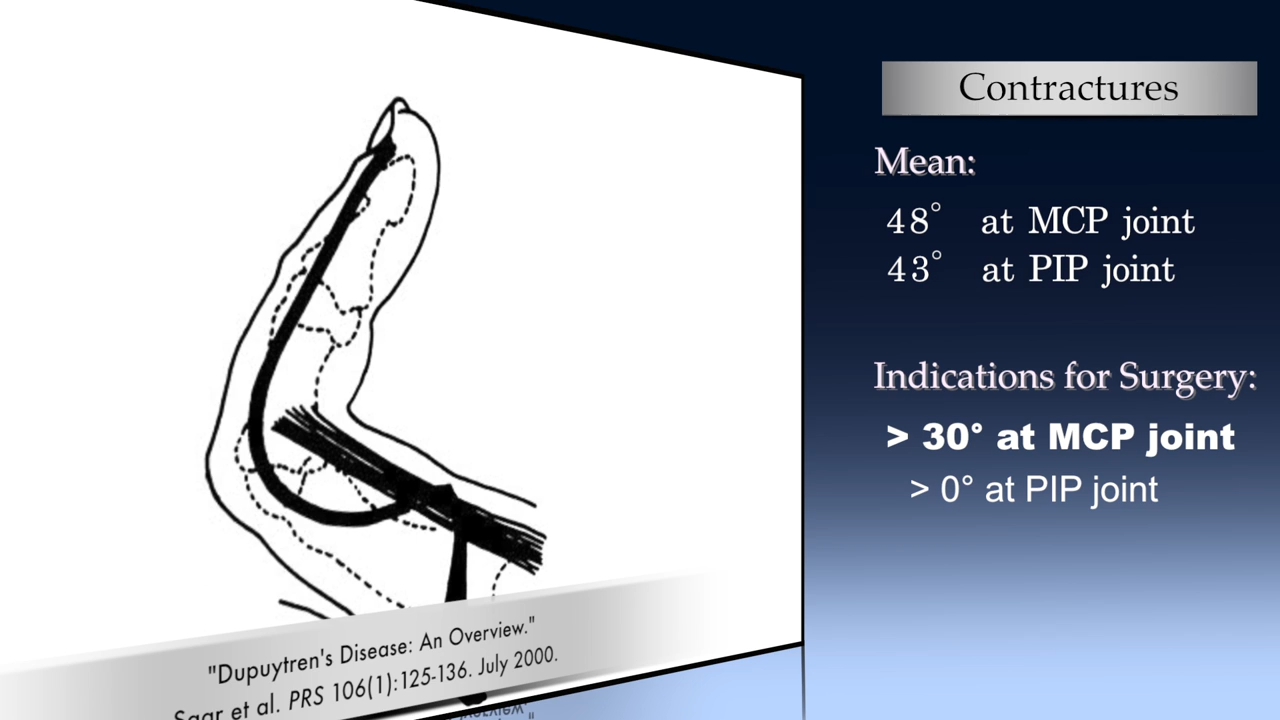 Contractures
Mean:
48° at MCP joint
43° at PIP joint
Indications for Surgery:
> 30° at MCP joint
> 0° at PIP joint
"Dupuytren's Disease: An Overview."
Saar et al. PRS 106(1):125-136. July 2000.